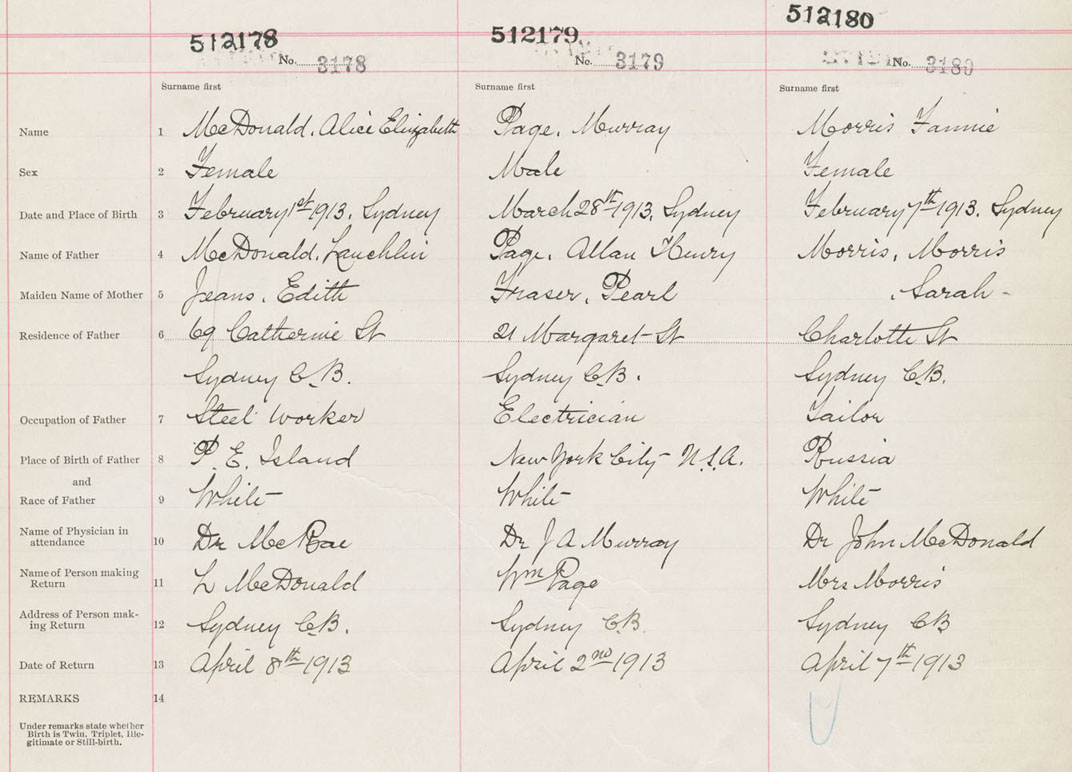 512178 512179 512180
No. 3178 No. 3179 No. 3180
Surname first Surname first Surname first
Name 1 McDonald, Alice Elizabeth Page, Murray Morris Fannie
Sex 2 Female Male Female
Date and Place of Birth 3 February 1st 1913, Sydney March 28th 1913, Sydney February 7th 1913, Sydney
Name of Father 4 McDonald, Lauchlin Page, Allan Henry Morris, Morris
Maiden Name of Mother 5 Jeans, Edith Fraser, Pearl , Sarah -
Residence of Father 6 69 Catherine St 21 Margaret St Charlotte St
Sydney C.B. Sydney C.B. Sydney C.B.
Occupation of Father 7 Steel Worker Electrician Tailor
Place of Birth of Father 8 P. E. Island New York City U.S.A. Russia
and
Race of Father 9 White White White
Name of Physician in
attendance 10 Dr McRae Dr J A Murray Dr John McDonald
Name of Person making
Return 11 L McDonald Wm Page Mrs Morris
Address of Person mak-
ing Return 12 Sydney C.B. Sydney C.B. Sydney CB
Date of Return 13 April 8th 1913 April 2nd 1913 April 7th 1913
REMARKS 14
Under remarks state whether
Birth is Twin, Triplet, Ille-
gitimate or Still-birth.